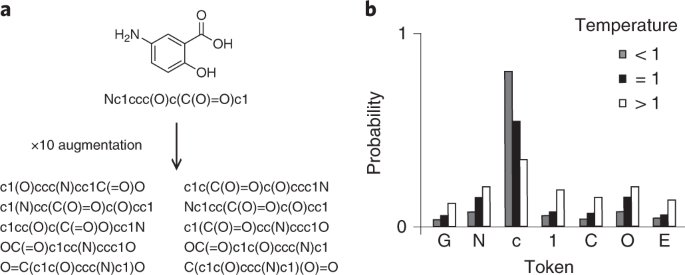 a
H₂N
O
OH
OH
Nc1ccc(O)c(C(O)=O)c1
×10 augmentation
c1(O)ccc(N)cc1C(=O)O
c1(N)cc(C(=O)O)c(O)cc1
c1cc(O)c(C(=O)O)cc1N
OC(=O)c1cc(N)ccc1O
O=C(c1c(O)ccc(N)c1)O
c1c(C(O)=O)c(O)ccc1N
Nc1cc(C(O)=O)c(O)cc1
c1(C(O)=O)cc(N)ccc1O
OC(=O)c1c(O)ccc(N)c1
C(c1c(O)ccc(N)c1)(O)=O
b
Temperature
< 1
= 1
> 1
1
Probability
0
G N c 1 C O E
Token